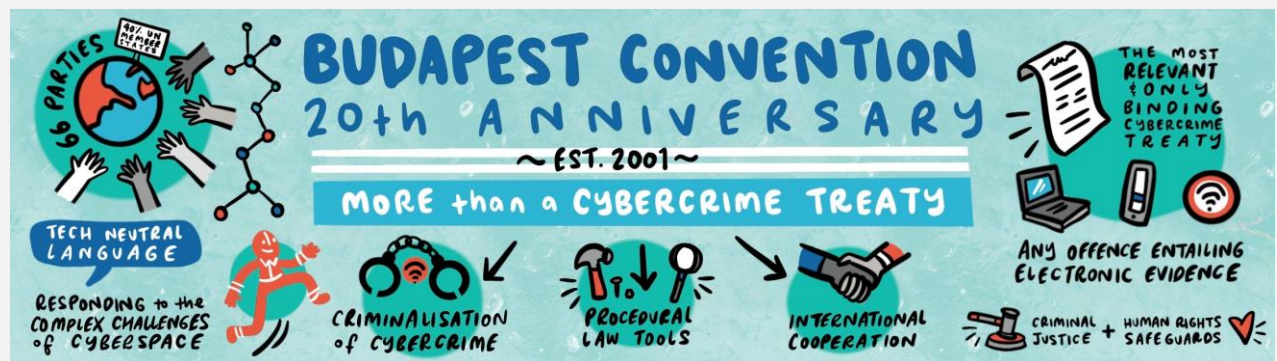 66 PARTIES
40% UN
MEMBER
STATES
BUDAPEST CONVENTION
20th ANNIVERSARY
~ EST. 2001 ~
MORE than a CYBERCRIME TREATY
THE MOST
RELEVANT
& ONLY
BINDING
CYBERCRIME
TREATY
TECH NEUTRAL
LANGUAGE
RESPONDING to the
COMPLEX CHALLENGES
of CYBERSPACE
CRIMINALISATION
of CYBERCRIME
PROCEDURAL
LAW TOOLS
INTERNATIONAL
COOPERATION
ANY OFFENCE ENTAILING
ELECTRONIC EVIDENCE
CRIMINAL
JUSTICE
+
HUMAN RIGHTS
SAFEGUARDS